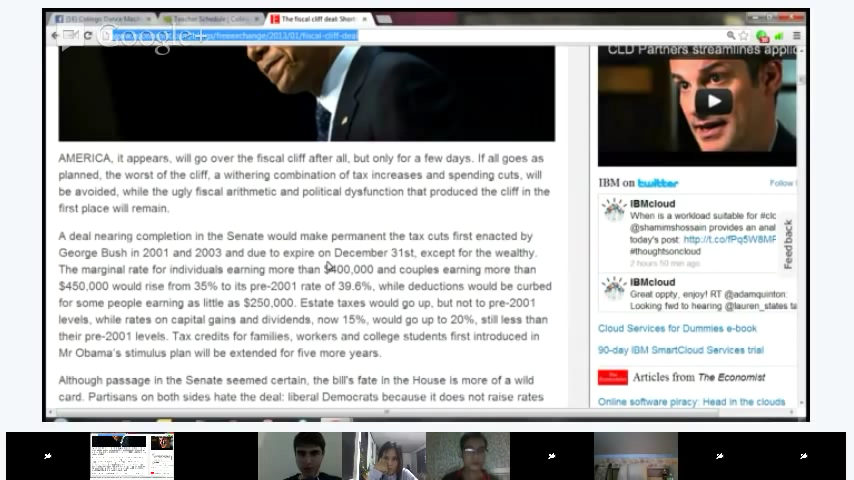 (5) College Dance Mach
Teacher Schedule | Colleg
The fiscal cliff deal: Short-
Google+
/freeexchange/2013/01/fiscal-cliff-deal
CLD Partners streamlines applic
AMERICA, it appears, will go over the fiscal cliff after all, but only for a few days. If all goes as
planned, the worst of the cliff, a withering combination of tax increases and spending cuts, will
be avoided, while the ugly fiscal arithmetic and political dysfunction that produced the cliff in the
first place will remain.
A deal nearing completion in the Senate would make permanent the tax cuts first enacted by
George Bush in 2001 and 2003 and due to expire on December 31st, except for the wealthy.
The marginal rate for individuals earning more than $400,000 and couples earning more than
$450,000 would rise from 35% to its pre-2001 rate of 39.6%, while deductions would be curbed
for some people earning as little as $250,000. Estate taxes would go up, but not to pre-2001
levels, while rates on capital gains and dividends, now 15%, would go up to 20%, still less than
their pre-2001 levels. Tax credits for families, workers and college students first introduced in
Mr Obama's stimulus plan will be extended for five more years.
Although passage in the Senate seemed certain, the bill's fate in the House is more of a wild
card. Partisans on both sides hate the deal: liberal Democrats because it does not raise rates
IBM on twitter
Follow
IBMcloud
When is a workload suitable for #clo
@shamimshossain provides an anal
today's post: http://t.co/fPq5W8MF
#thoughtsoncloud
2 hours 50 min ago
IBMcloud
Great oppty, enjoy! RT @adamquinton:
Looking fwd to hearing @lauren_states ta
Feedback
Cloud Services for Dummies e-book
90-day IBM SmartCloud Services trial
Articles from The Economist
Online software piracy: Head in the clouds